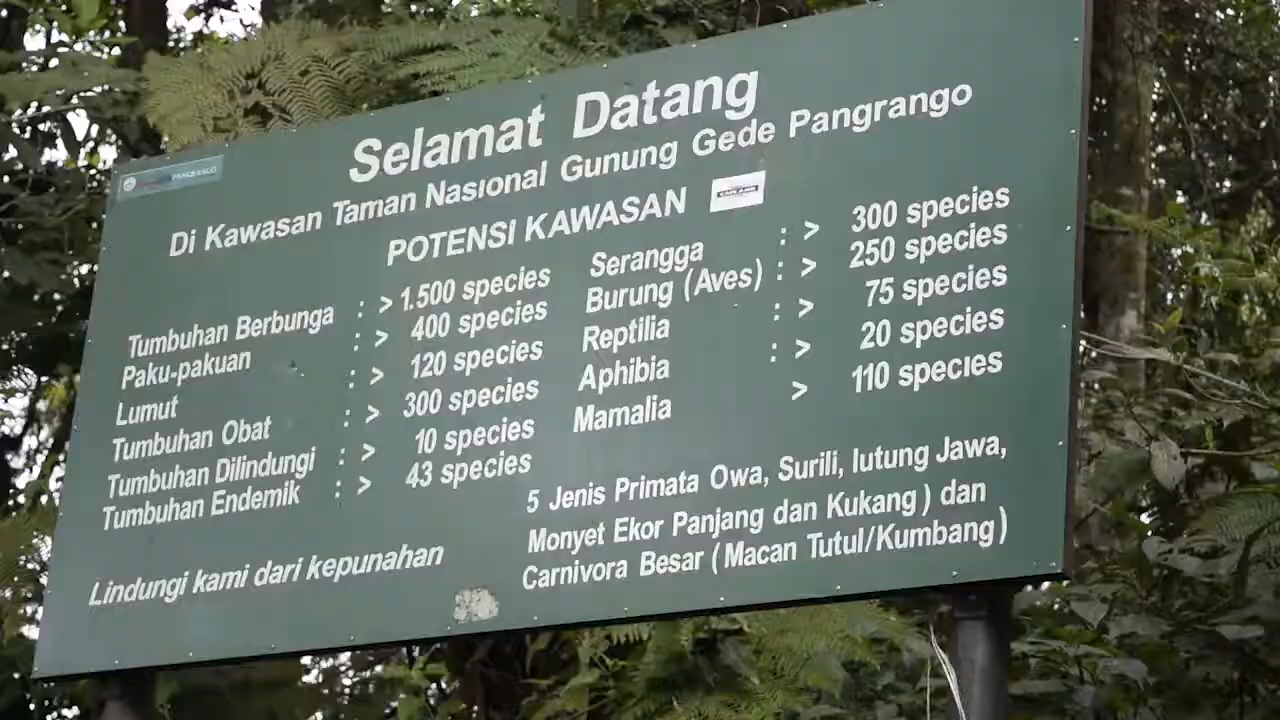 PANGRANGO
Selamat Datang
Di Kawasan Taman Nasional Gunung Gede Pangrango
POTENSI KAWASAN
Tumbuhan Berbunga : > 1.500 species
Paku-pakuan : > 400 species
Lumut : > 120 species
Tumbuhan Obat : > 300 species
Tumbuhan Dilindungi : > 10 species
Tumbuhan Endemik : > 43 species
Lindungi kami dari kepunahan
Serangga : > 300 species
Burung (Aves) : > 250 species
Reptilia : > 75 species
Aphibia : > 20 species
Mamalia > 110 species
5 Jenis Primata Owa, Surili, lutung Jawa,
Monyet Ekor Panjang dan Kukang ) dan
Carnivora Besar ( Macan Tutul/Kumbang )